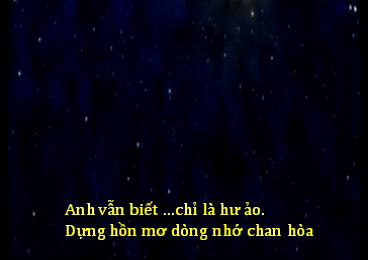 Anh vẫn biết ...chỉ là hư ảo.
Dựng hồn mơ dòng nhớ chan hòa